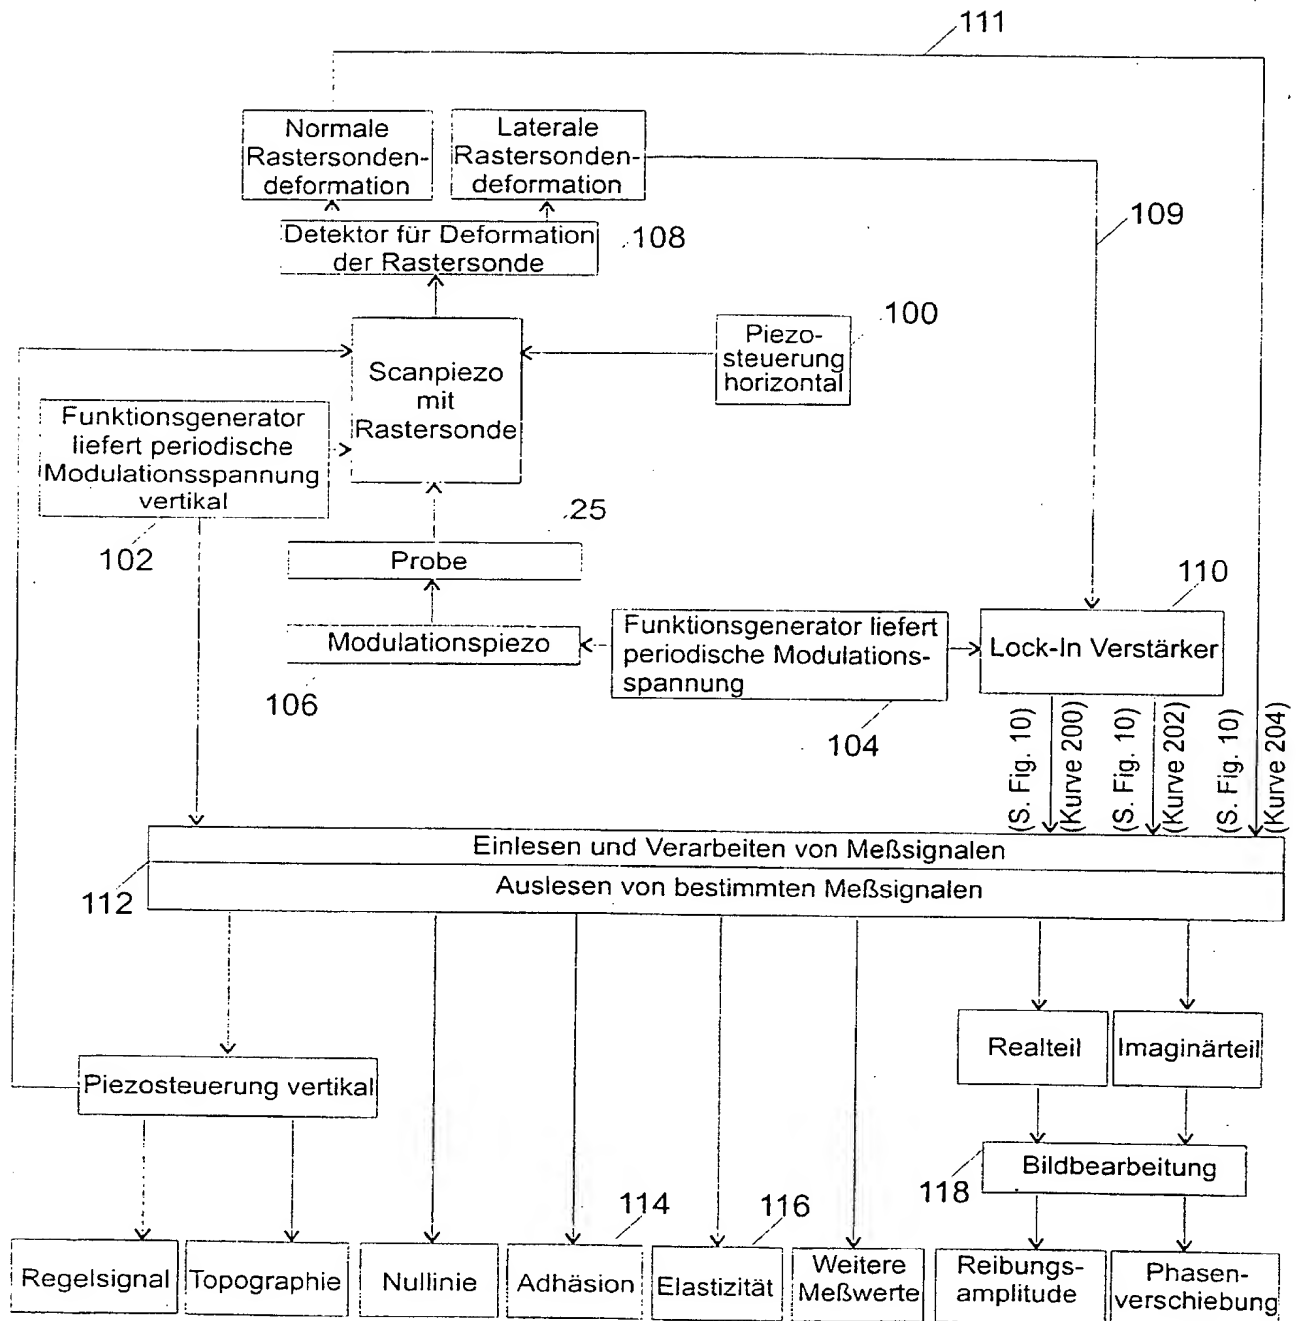 111
Normale
Rastersonden-
deformation
Laterale
Rastersonden-
deformation
109
Detektor für Deformation
der Rastersonde
108
100
Piezo-
steuerung
horizontal
Scanpiezo
mit
Rastersonde
Funktionsgenerator
liefert periodische
Modulationsspannung
vertikal
102
25
Probe
110
Modulationspiezo
106
Funktionsgenerator liefert
periodische Modulations-
spannung
104
Lock-In Verstärker
(S. Fig. 10)
(Kurve 200)
(S. Fig. 10)
(Kurve 202)
(S. Fig. 10)
(Kurve 204)
Einlesen und Verarbeiten von Meßsignalen
Auslesen von bestimmten Meßsignalen
112
Realteil
Imaginärteil
Piezosteuerung vertikal
Bildbearbeitung
118
114
116
Regelsignal
Topographie
Nullinie
Adhäsion
Elastizität
Weitere
Meßwerte
Reibungs-
amplitude
Phasen-
verschiebung